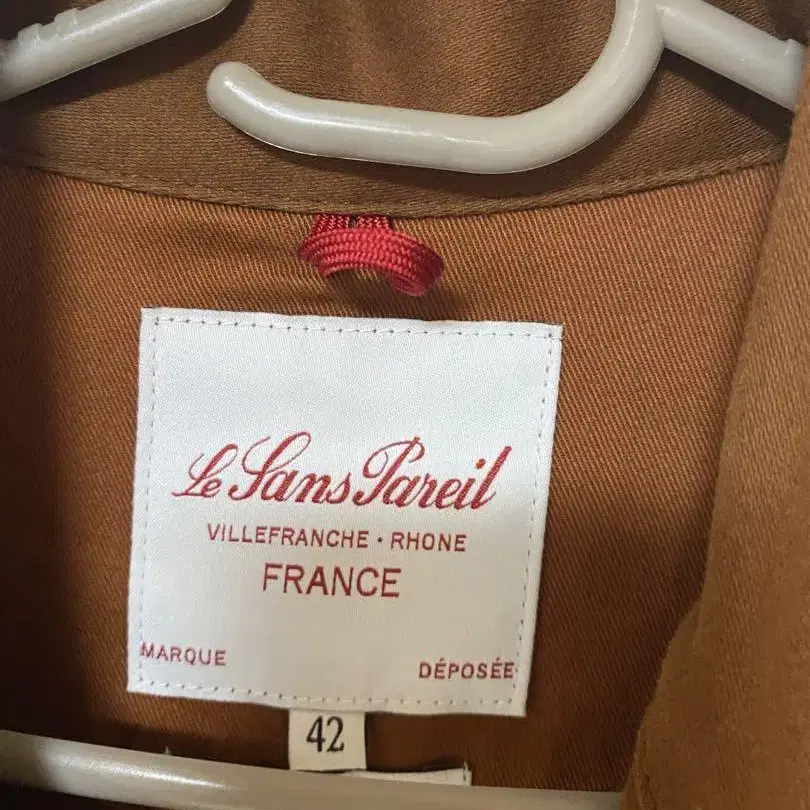 Le Sans Pareil
VILLEFRANCHE · RHONE
FRANCE
MARQUE DÉPOSÉE
42